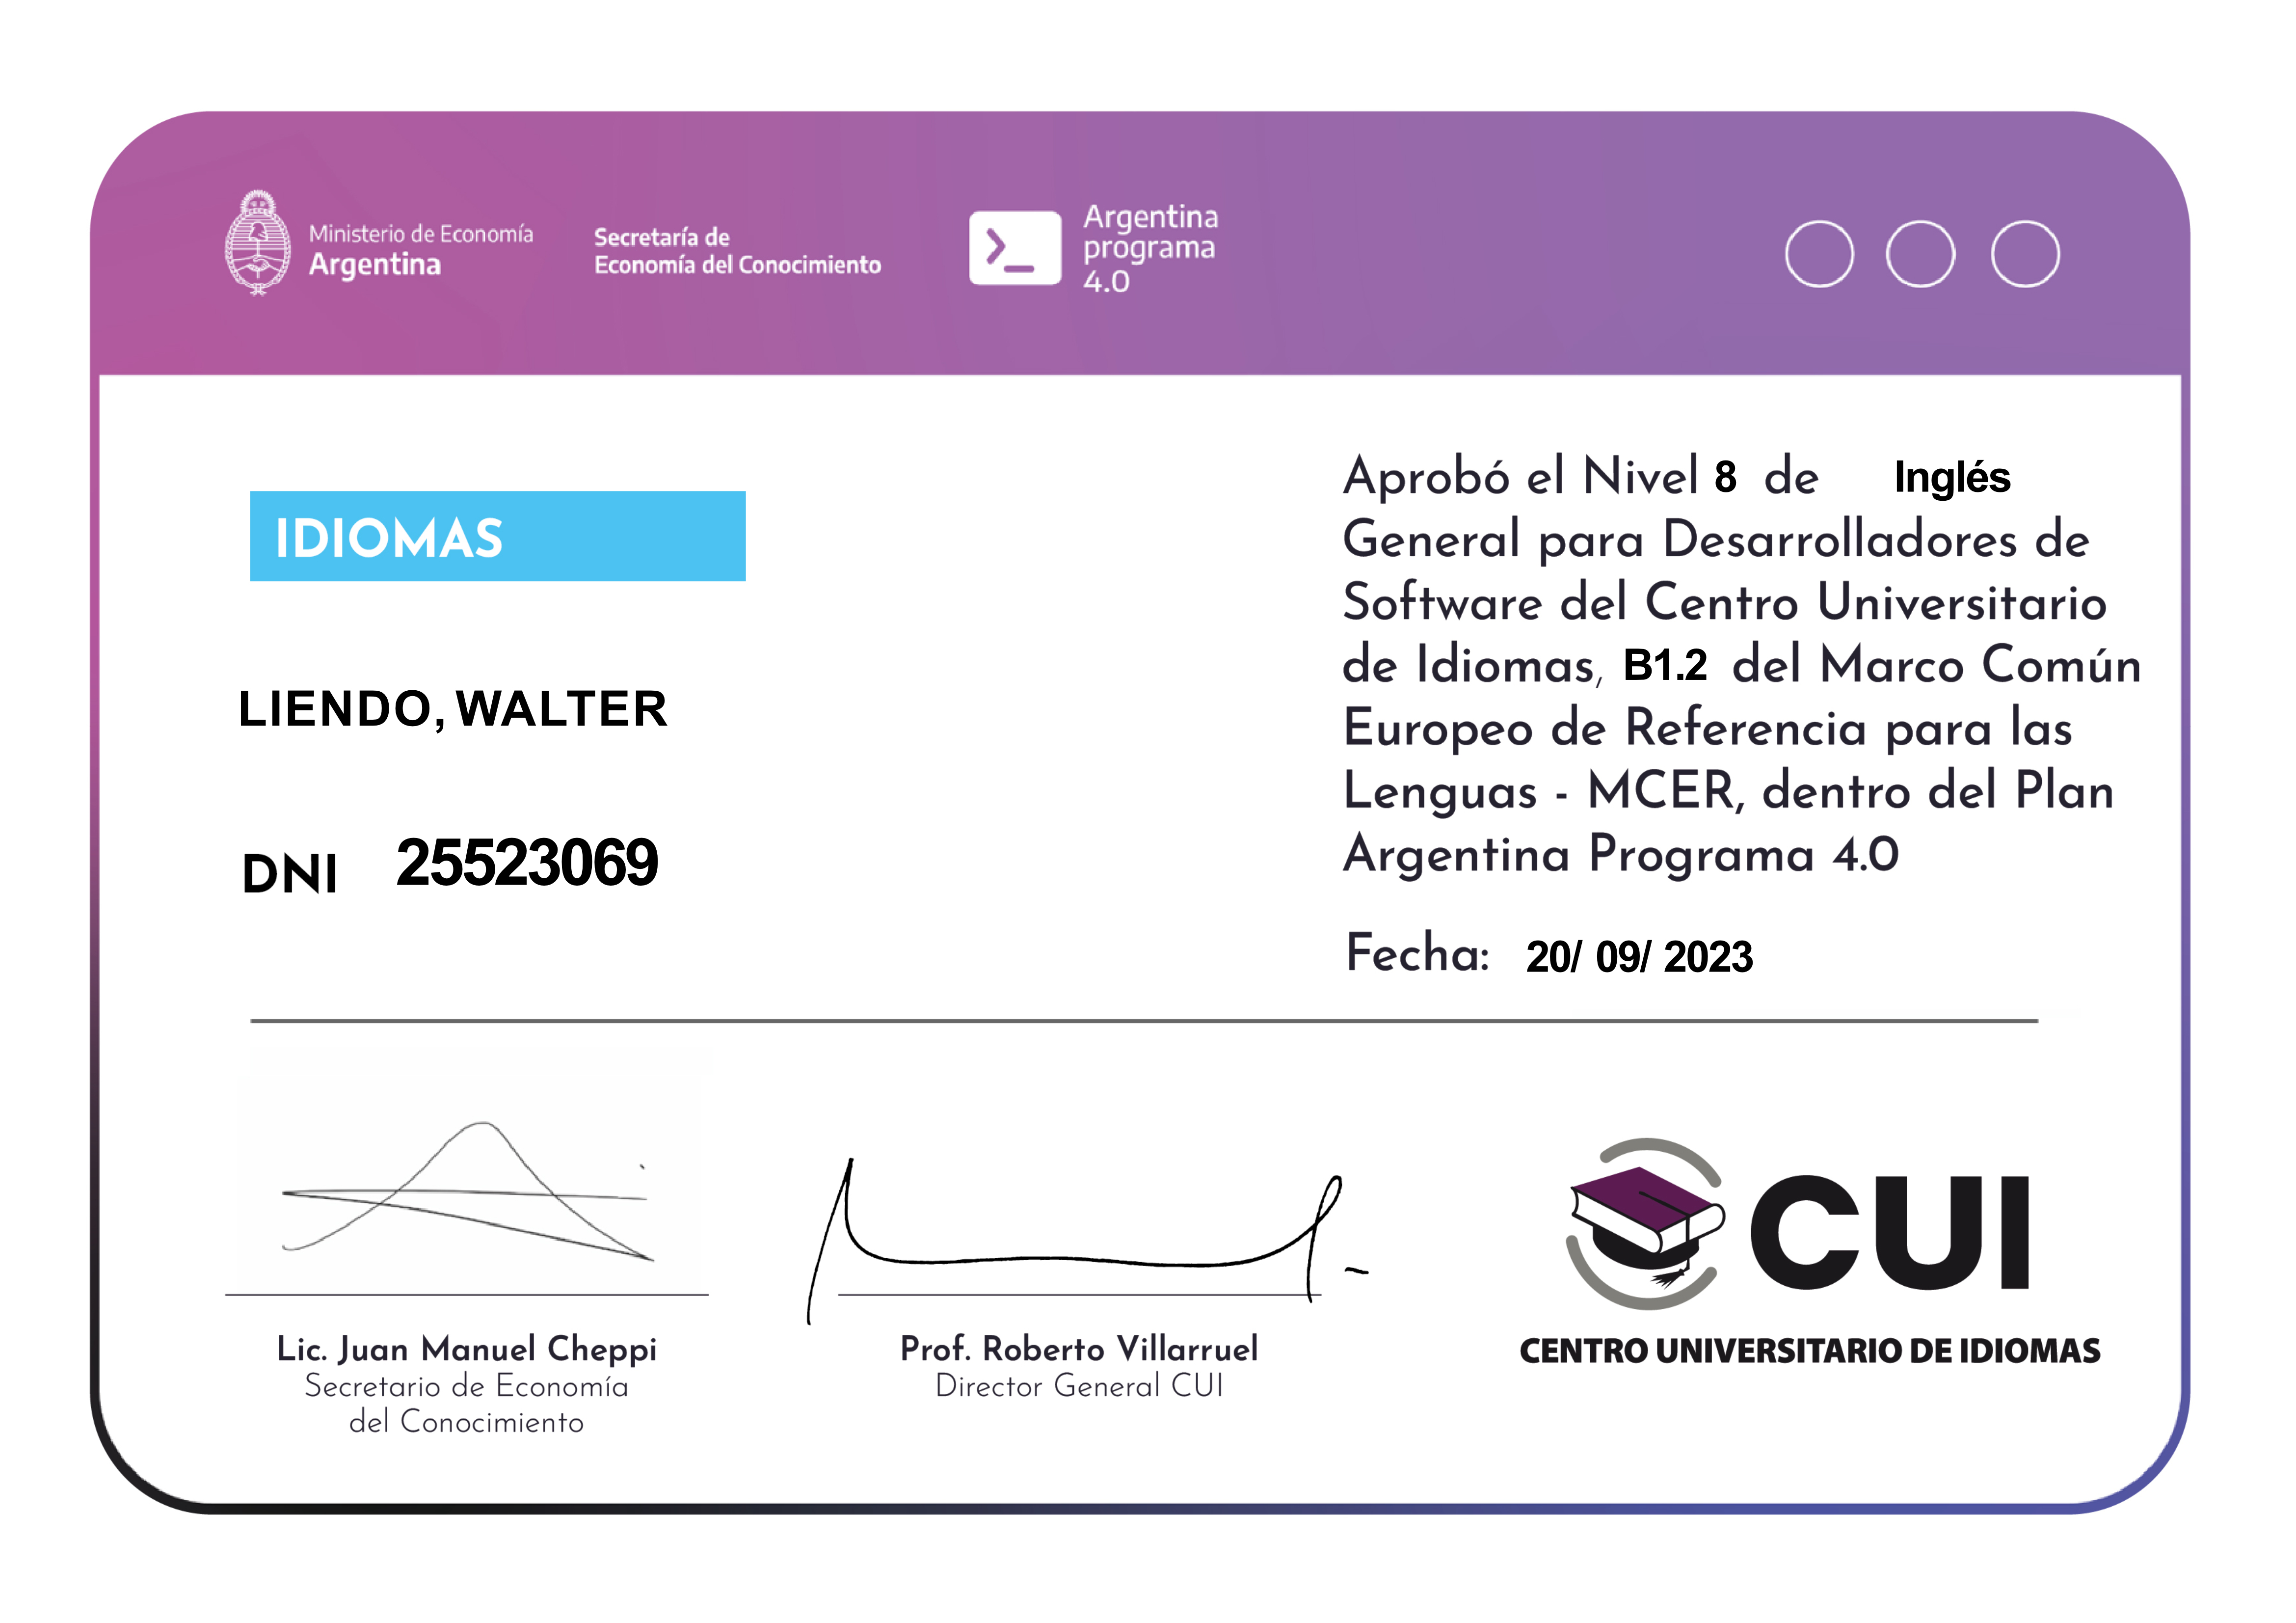 Ministerio de Economía
Argentina
Secretaría de
Economía del Conocimiento
Argentina
programa
4.0
IDIOMAS
LIENDO, WALTER
DNI 25523069
Aprobó el Nivel 8 de Inglés
General para Desarrolladores de
Software del Centro Universitario
de Idiomas, B1.2 del Marco Común
Europeo de Referencia para las
Lenguas - MCER, dentro del Plan
Argentina Programa 4.0
Fecha: 20/ 09/ 2023
Lic. Juan Manuel Cheppi
Secretario de Economía
del Conocimiento
Prof. Roberto Villarruel
Director General CUI
CUI
CENTRO UNIVERSITARIO DE IDIOMAS